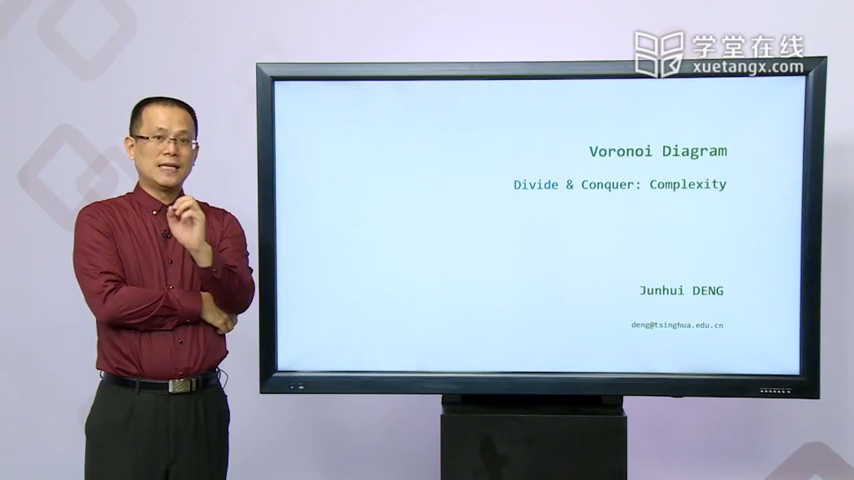 学堂在线
xuetangx.com
Voronoi Diagram
Divide & Conquer: Complexity
Junhui DENG
deng@tsinghua.edu.cn